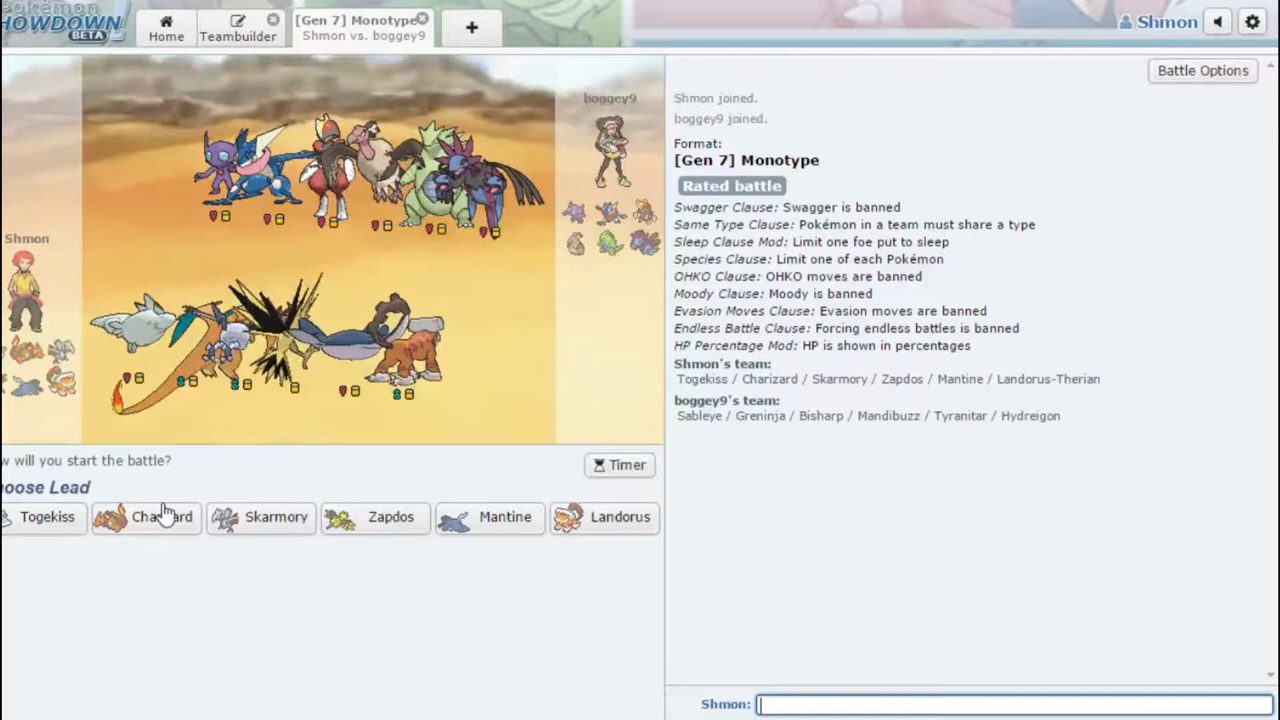 Pokémon
HOWDOWN
BETA
Home
Teambuilder
[Gen 7] Monotype
Shmon vs. boggey9
+
Shmon
Battle Options
boggey9
Shmon
w will you start the battle?
oose Lead
Timer
Togekiss
Charizard
Skarmory
Zapdos
Mantine
Landorus
Shmon joined.
boggey9 joined.
Format:
[Gen 7] Monotype
Rated battle
Swagger Clause: Swagger is banned
Same Type Clause: Pokémon in a team must share a type
Sleep Clause Mod: Limit one foe put to sleep
Species Clause: Limit one of each Pokémon
OHKO Clause: OHKO moves are banned
Moody Clause: Moody is banned
Evasion Moves Clause: Evasion moves are banned
Endless Battle Clause: Forcing endless battles is banned
HP Percentage Mod: HP is shown in percentages
Shmon's team:
Togekiss / Charizard / Skarmory / Zapdos / Mantine / Landorus-Therian
boggey9's team:
Sableye / Greninja / Bisharp / Mandibuzz / Tyranitar / Hydreigon
Shmon: